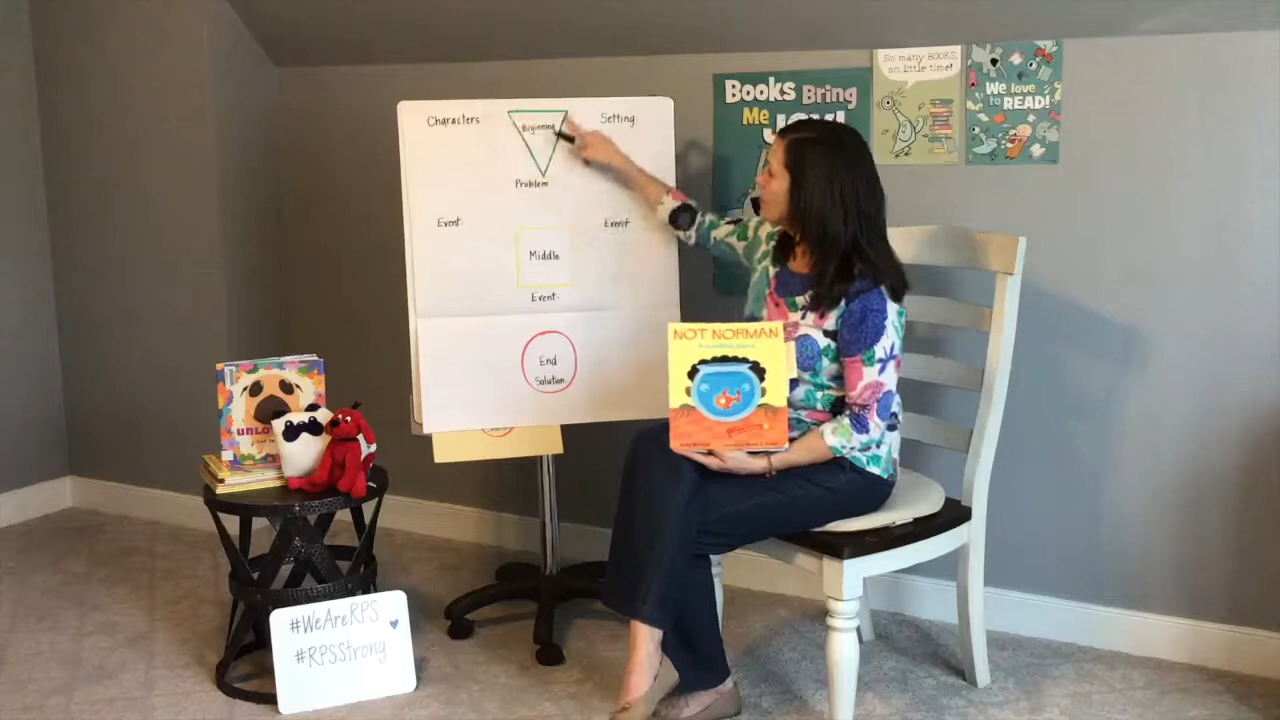 Characters
Beginning
Setting
Problem
Event
Event
Middle
Event
End
Solution
Books Bring
Me
So many BOOKS,
so little time!
We love
to READ!
NOT NORMAN
#WeAreRPS
#RPSStrong